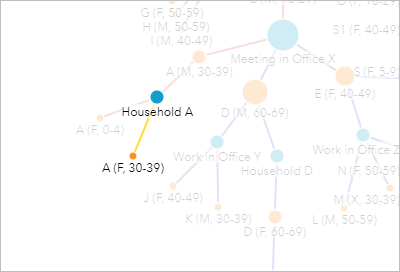 G (F, 50-59)
H (M, 50-59)
I (M, 40-49)
S1 (F, 40-49)
Meeting in Office X
A (M, 30-39)
S (F, 5-9)
E (F, 40-49)
Household A
D (M, 60-69)
A (F, 0-4)
Work in Office Y
Work in Office Z
A (F, 30-39)
Household D
N (F, 50-59)
J (F, 40-49)
M (X, 30-39)
K (M, 30-39)
L (M, 50-59)
D (F, 60-69)